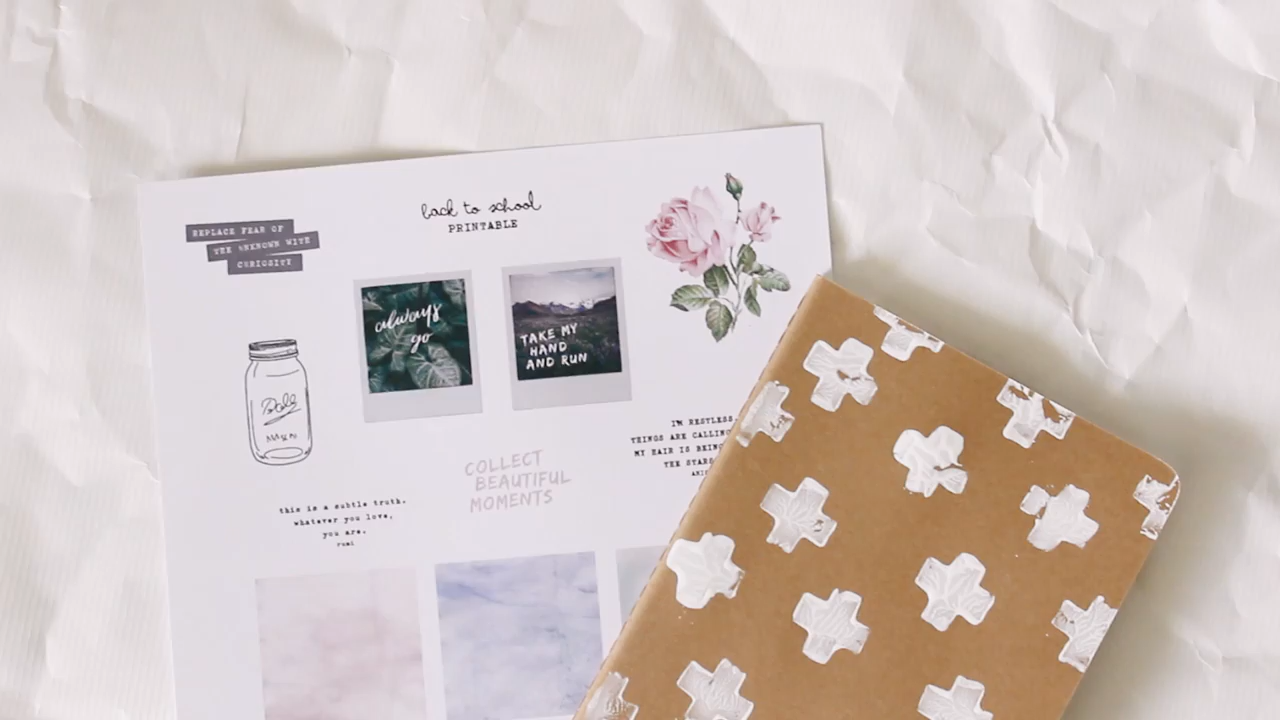 back to school
PRINTABLE
REPLACE FEAR OF
THE UNKNOWN WITH
CURIOSITY
always
go
TAKE MY
HAND
AND RUN
Ball
MASON
I'M RESTLESS.
THINGS ARE CALLING
MY HAIR IS BEING
THE STARS
COLLECT
BEAUTIFUL
MOMENTS
this is a subtle truth.
whatever you love,
you are.
rumi